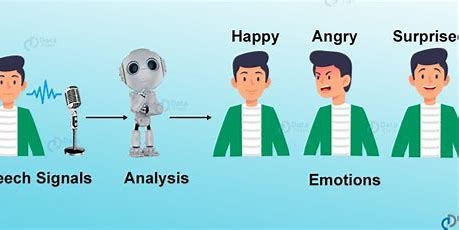 Happy
Angry
Surprise
eech Signals
Analysis
Emotions